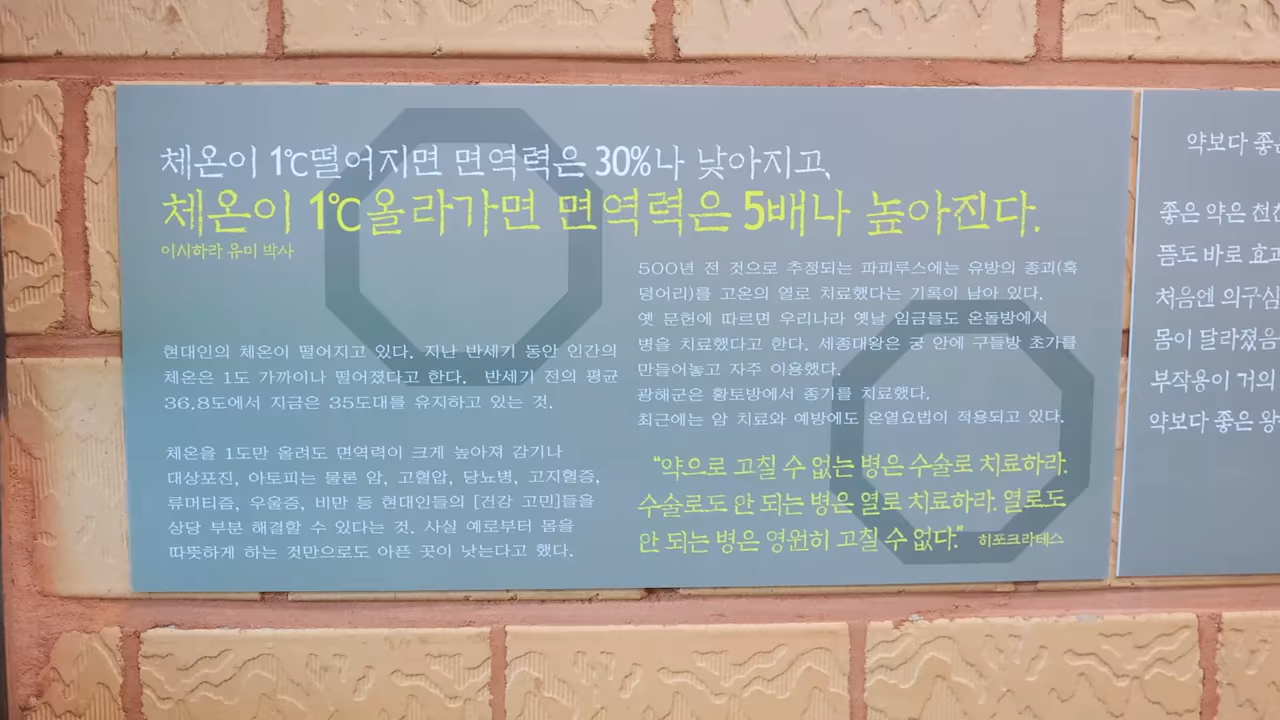 체온이 1℃떨어지면 면역력은 30%나 낮아지고,
체온이 1℃올라가면 면역력은 5배나 높아진다.
이시하라 유미 박사
현대인의 체온이 떨어지고 있다. 지난 반세기 동안 인간의
체온은 1도 가까이나 떨어졌다고 한다. 반세기 전의 평균
36.8도에서 지금은 35도대를 유지하고 있는 것.
체온을 1도만 올려도 면역력이 크게 높아져 감기나
대상포진, 아토피는 물론 암, 고혈압, 당뇨병, 고지혈증,
류머티즘, 우울증, 비만 등 현대인들의 [건강 고민]들을
상당 부분 해결할 수 있다는 것. 사실 예로부터 몸을
따뜻하게 하는 것만으로도 아픈 곳이 낫는다고 했다.
500년 전 것으로 추정되는 파피루스에는 유방의 종괴(혹
덩어리)를 고온의 열로 치료했다는 기록이 남아 있다.
옛 문헌에 따르면 우리나라 옛날 임금들도 온돌방에서
병을 치료했다고 한다. 세종대왕은 궁 안에 구들방 초가를
만들어놓고 자주 이용했다.
광해군은 황토방에서 종기를 치료했다.
최근에는 암 치료와 예방에도 온열요법이 적용되고 있다.
“약으로 고칠 수 없는 병은 수술로 치료하라.
수술로도 안 되는 병은 열로 치료하라. 열로도
안 되는 병은 영원히 고칠 수 없다.” 히포크라테스
약보다 좋은
좋은 약은
뜸도 바로 효과
처음엔 의구심
몸이 달라졌음
부작용이 거의
약보다 좋은